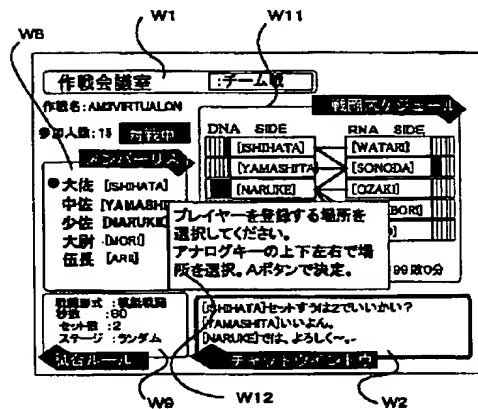 W1
W11
W8
作戦会議室 :チーム戦
作戦名:AM3VIRTUALON
戦闘スケジュール
参加人数:15 対戦中
DNA SIDE
RNA SIDE
メンバーリス
[ISHIHATA]
[WATARI]
[YAMASHITA]
[SONODA]
[NARUKE]
[OZAKI]
BORI]
大佐 [ISHIHATA]
中佐 [YAMASHI
少佐 [NARUKE
大尉 [MORI]
伍長 [ARI]
プレイヤーを登録する場所を
選択してください。
アナログキーの上下左右で場
所を選択。Aボタンで決定。
99敗0分
秒数 :60
セット数 :2
ステージ :ランダム
試合ルール
[ISHIHATA]セットすうは2でいいかい?
[YAMASHITA]いいよん。
[NARUKE]では、よろしく〜。
チャットウィンドウ
W9
W12
W2